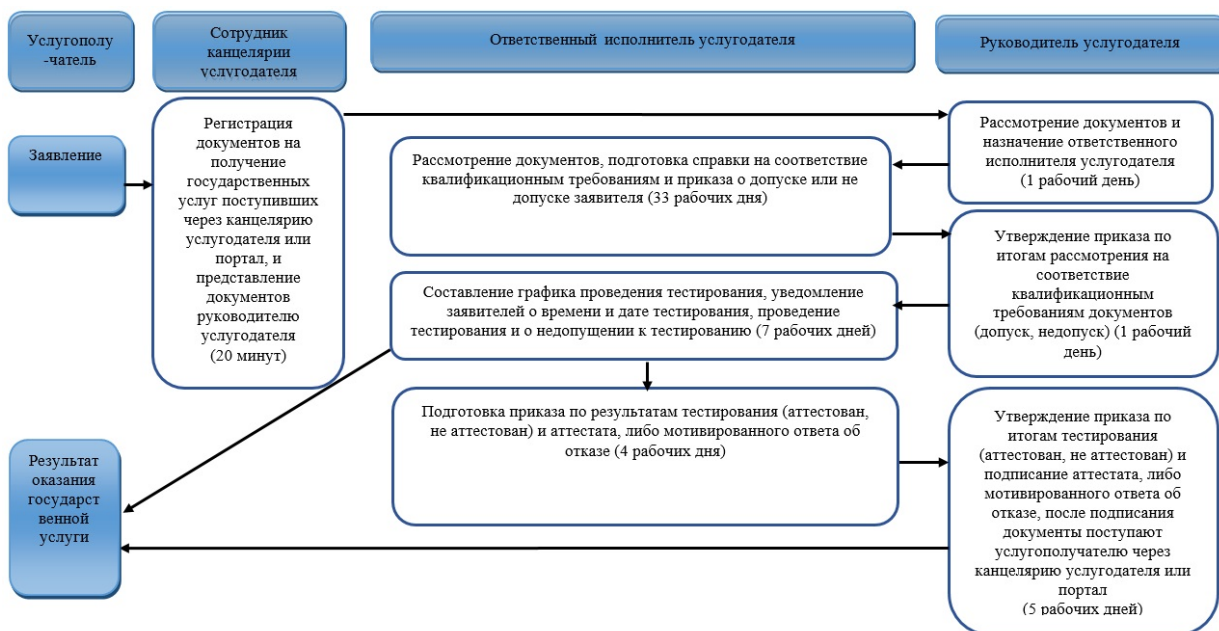 Услугополу
-чатель
Сотрудник
канцелярии
услугодателя
Ответственный исполнитель услугодателя
Руководитель услугодателя
Заявление
Регистрация
документов на
получение
государственных
услуг поступивших
через канцелярию
услугодателя или
портал, и
представление
документов
руководителю
услугодателя
(20 минут)
Рассмотрение документов и
назначение ответственного
исполнителя услугодателя
(1 рабочий день)
Рассмотрение документов, подготовка справки на соответствие
квалификационным требованиям и приказа о допуске или не
допуске заявителя (33 рабочих дня)
Утверждение приказа по
итогам рассмотрения на
соответствие
квалификационным
требованиям документов
(допуск, недопуск) (1 рабочий
день)
Составление графика проведения тестирования, уведомление
заявителей о времени и дате тестирования, проведение
тестирования и о недопущении к тестированию (7 рабочих дней)
Подготовка приказа по результатам тестирования (аттестован,
не аттестован) и аттестата, либо мотивированного ответа об
отказе (4 рабочих дня)
Утверждение приказа по
итогам тестирования
(аттестован, не аттестован) и
подписание аттестата, либо
мотивированного ответа об
отказе, после подписания
документы поступают
услугополучателю через
канцелярию услугодателя или
портал
(5 рабочих дней)
Результат
оказания
государст
венной
услуги